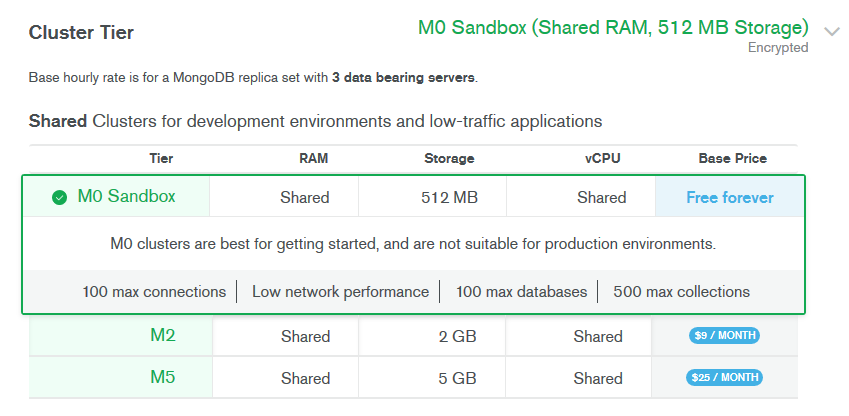 Cluster Tier
M0 Sandbox (Shared RAM, 512 MB Storage)
Encrypted
Base hourly rate is for a MongoDB replica set with 3 data bearing servers.
Shared Clusters for development environments and low-traffic applications
Tier RAM Storage vCPU Base Price
M0 Sandbox Shared 512 MB Shared Free forever
M0 clusters are best for getting started, and are not suitable for production environments.
100 max connections Low network performance 100 max databases 500 max collections
M2 Shared 2 GB Shared $9 / MONTH
M5 Shared 5 GB Shared $25 / MONTH